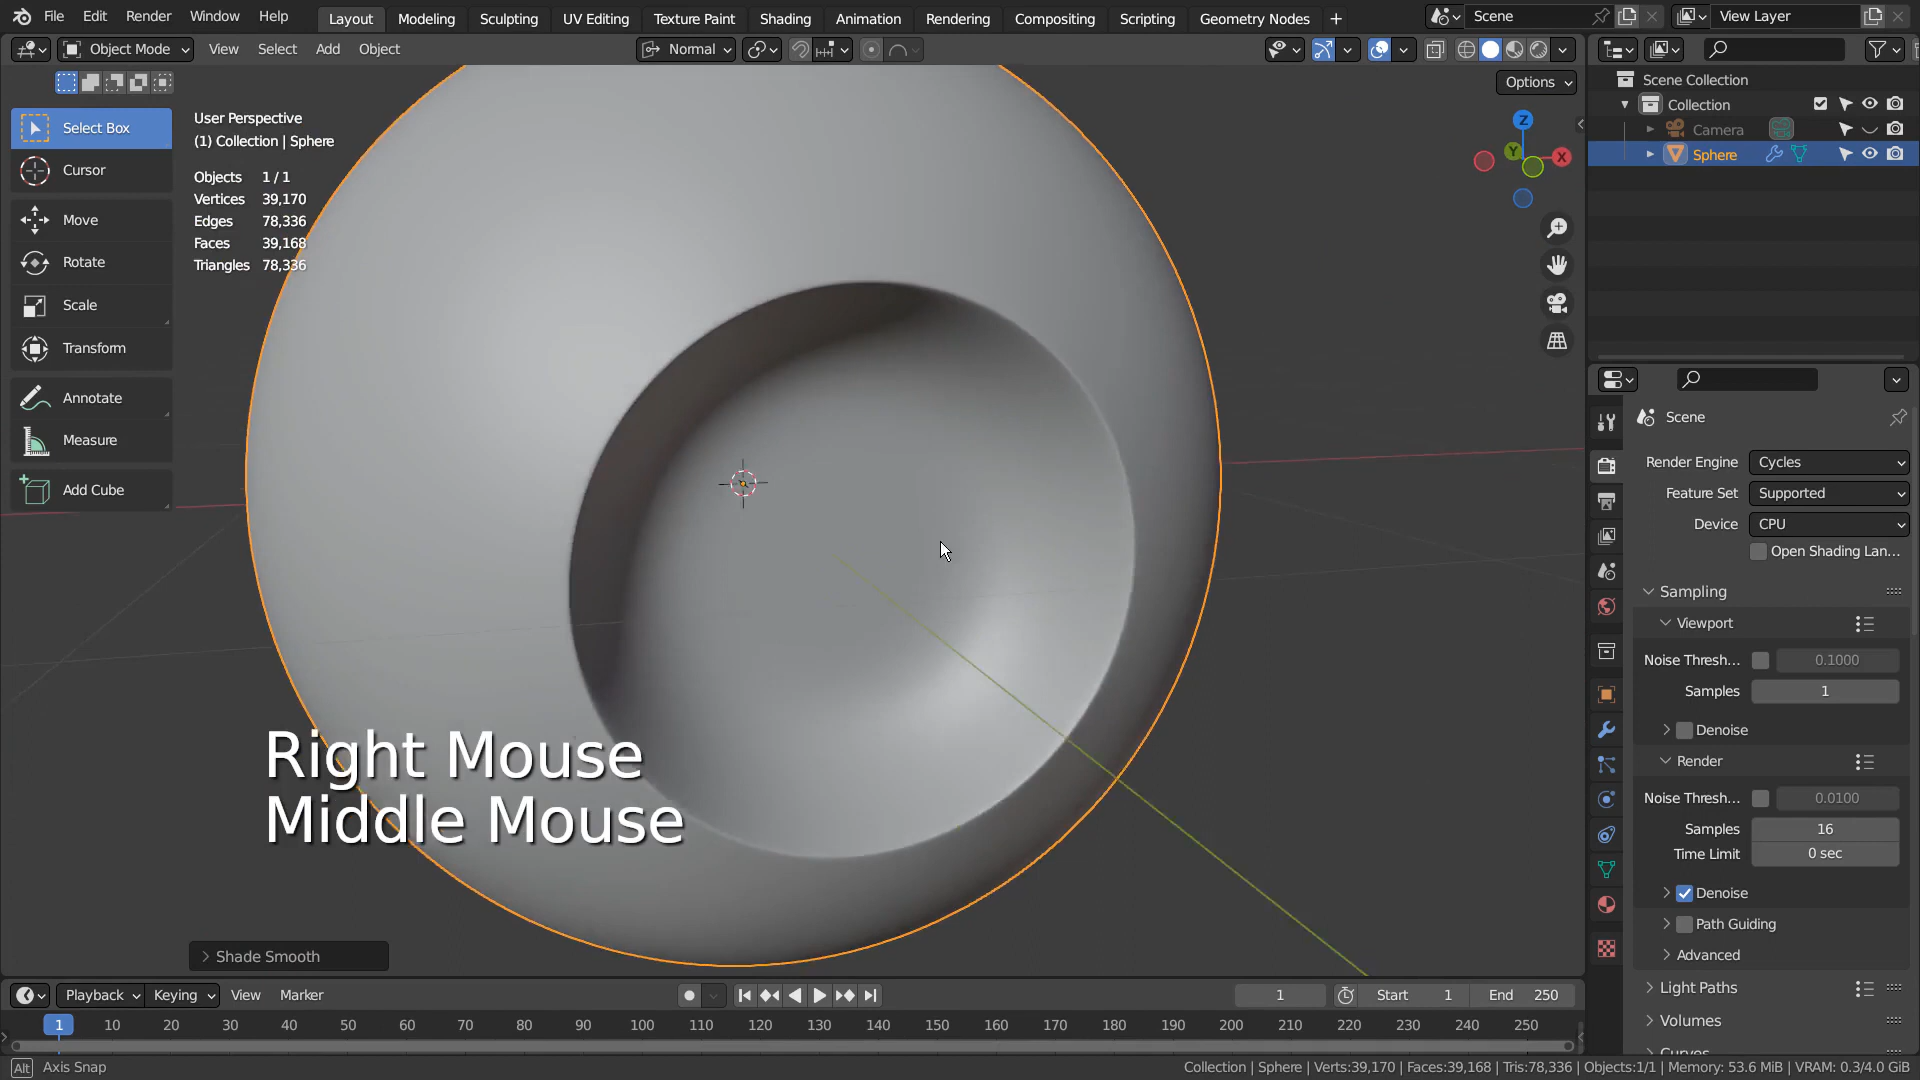 File Edit Render Window Help Layout Modeling Sculpting UV Editing Texture Paint Shading Animation Rendering Compositing Scripting Geometry Nodes + Scene View Layer
Object Mode View Select Add Object Normal
Options
Select Box
Cursor
Move
Rotate
Scale
Transform
Annotate
Measure
Add Cube
User Perspective
(1) Collection | Sphere
Objects 1 / 1
Vertices 39,170
Edges 78,336
Faces 39,168
Triangles 78,336
Z
Y
X
Right Mouse
Middle Mouse
Shade Smooth
Scene Collection
Collection
Camera
Sphere
Scene
Render Engine Cycles
Feature Set Supported
Device CPU
Open Shading Lan...
Sampling
Viewport
Noise Thresh... 0.1000
Samples 1
Denoise
Render
Noise Thresh... 0.0100
Samples 16
Time Limit 0 sec
Denoise
Path Guiding
Advanced
Light Paths
Volumes
Curves
Playback Keying View Marker 1 Start 1 End 250
1 10 20 30 40 50 60 70 80 90 100 110 120 130 140 150 160 170 180 190 200 210 220 230 240 250
Alt Axis Snap
Collection | Sphere | Verts:39,170 | Faces:39,168 | Tris:78,336 | Objects:1/1 | Memory: 53.6 MiB | VRAM: 0.3/4.0 GiB